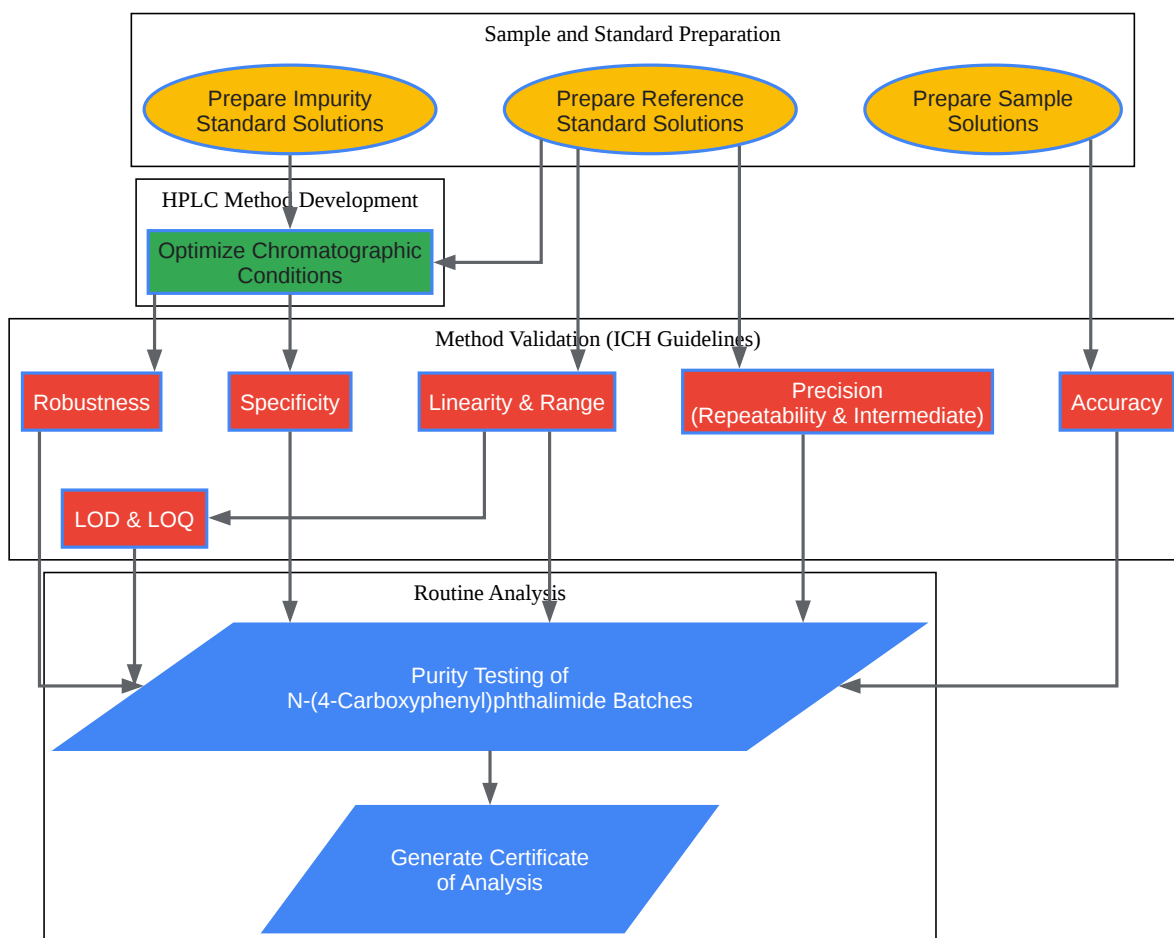 Sample and Standard Preparation
Prepare Impurity
Standard Solutions
Prepare Reference
Standard Solutions
Prepare Sample
Solutions
HPLC Method Development
Optimize Chromatographic
Conditions
Method Validation (ICH Guidelines)
Robustness
Specificity
Linearity & Range
Precision
(Repeatability & Intermediate)
Accuracy
LOD & LOQ
Routine Analysis
Purity Testing of
N-(4-Carboxyphenyl)phthalimide Batches
Generate Certificate
of Analysis